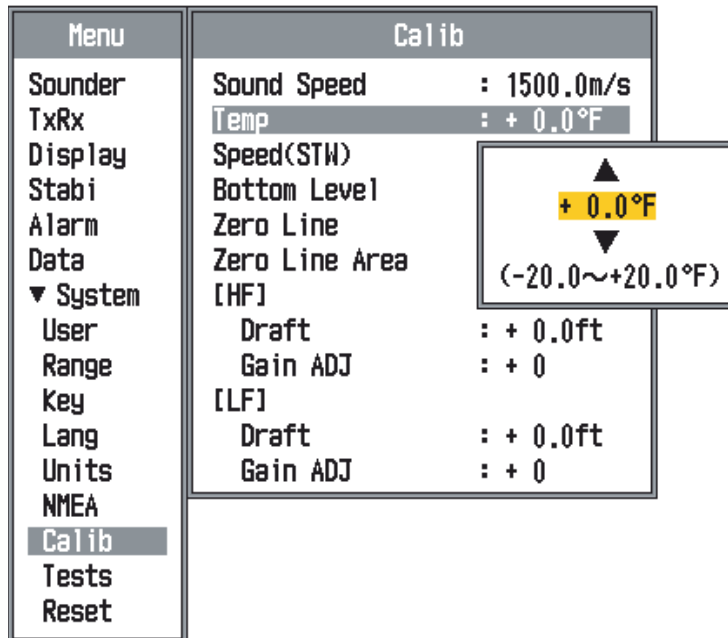 Menu
Sounder
TxRx
Display
Stabi
Alarm
Data
▼ System
User
Range
Key
Lang
Units
NMEA
Calib
Tests
Reset
Calib
Sound Speed : 1500.0m/s
Temp : + 0.0°F
Speed(STW)
Bottom Level
Zero Line
Zero Line Area
[HF]
Draft : + 0.0ft
Gain ADJ : + 0
[LF]
Draft : + 0.0ft
Gain ADJ : + 0
▲
+ 0.0°F
▼
(-20.0～+20.0°F)